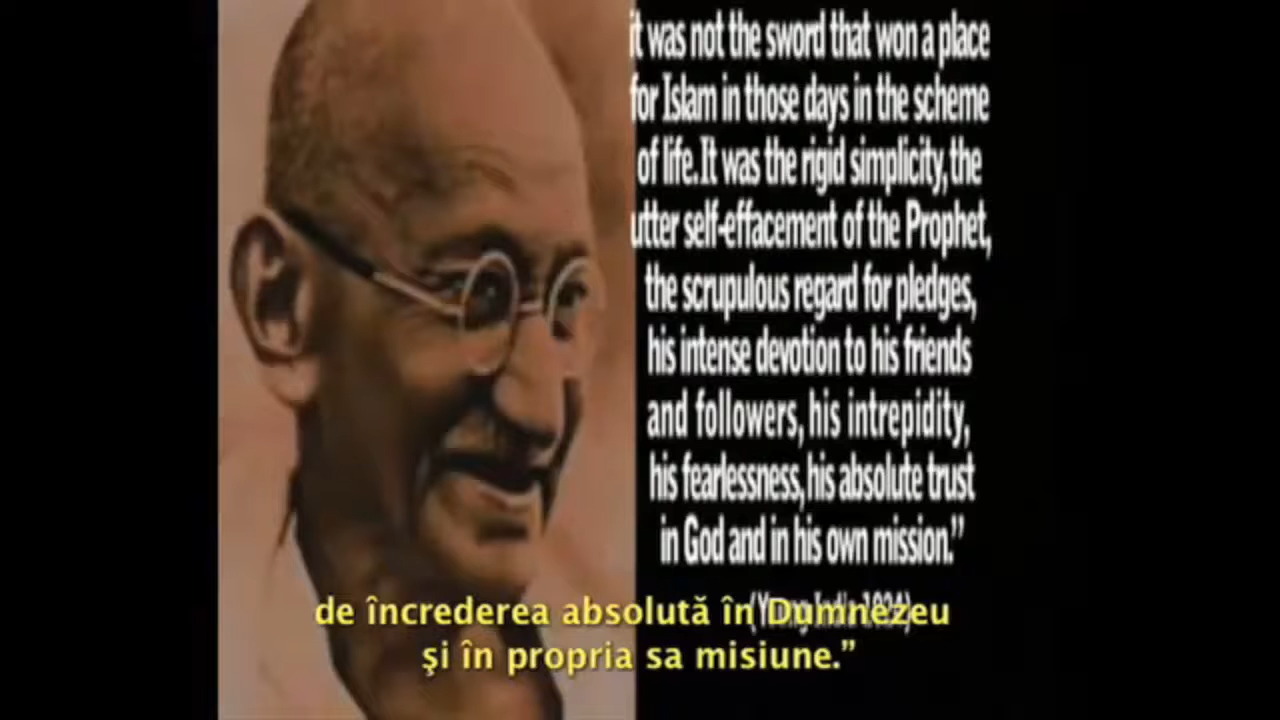 it was not the sword that won a place
for Islam in those days in the scheme
of life. It was the rigid simplicity, the
utter self-effacement of the Prophet,
the scrupulous regard for pledges,
his intense devotion to his friends
and followers, his intrepidity,
his fearlessness, his absolute trust
in God and in his own mission.”
(Young India 1924)
de încrederea absolută în Dumnezeu
şi în propria sa misiune.”